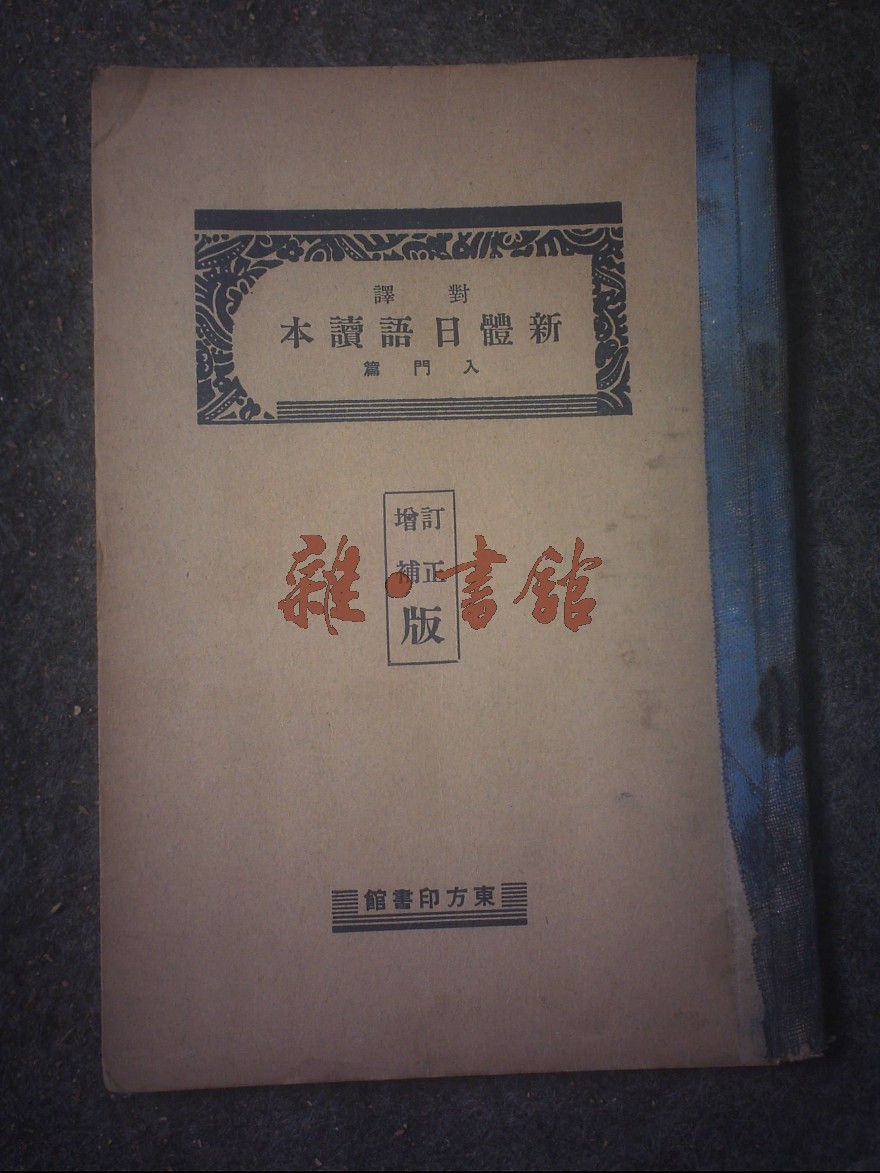 對譯
新體日語讀本
入門篇
訂正
增補
版
雜·書館
東方印書館